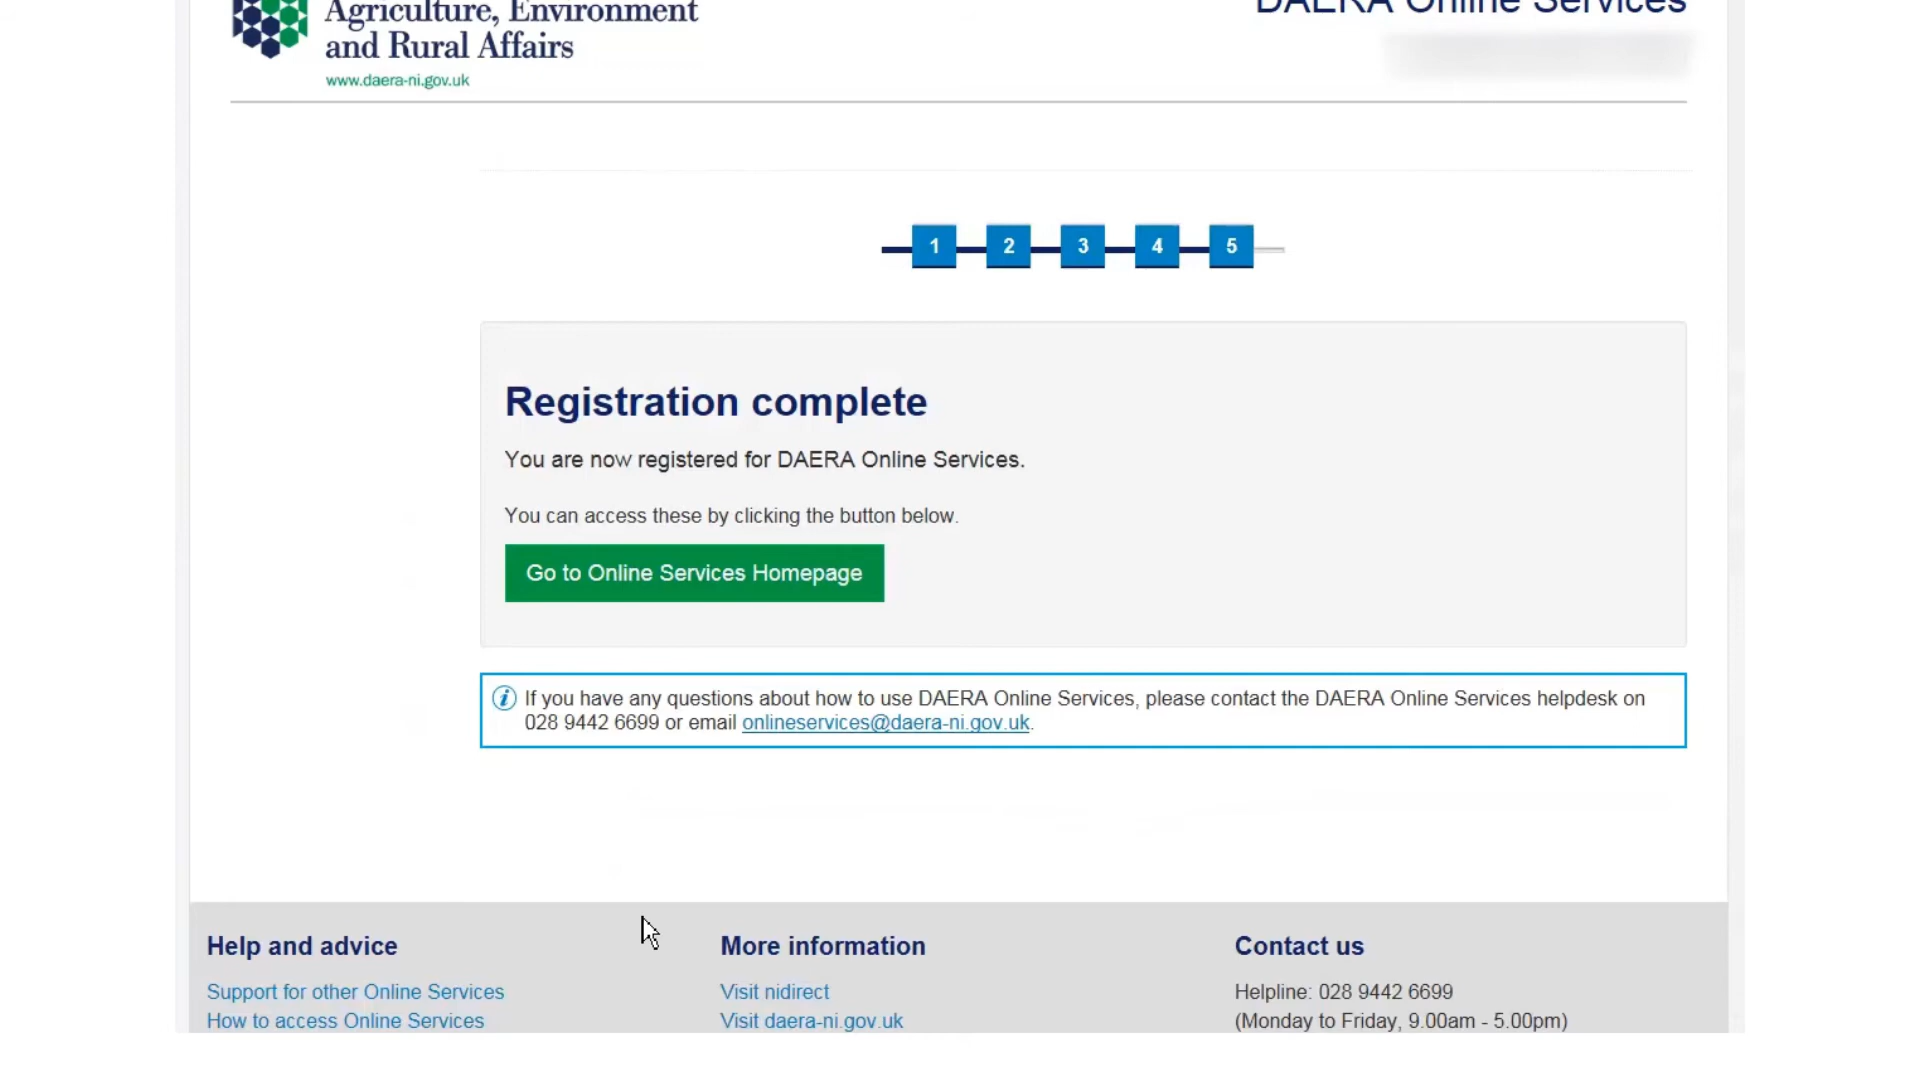 Agriculture, Environment
and Rural Affairs
www.daera-ni.gov.uk
DAERA Online Services
1 2 3 4 5
Registration complete
You are now registered for DAERA Online Services.
You can access these by clicking the button below.
Go to Online Services Homepage
If you have any questions about how to use DAERA Online Services, please contact the DAERA Online Services helpdesk on
028 9442 6699 or email onlineservices@daera-ni.gov.uk.
Help and advice
Support for other Online Services
How to access Online Services
More information
Visit nidirect
Visit daera-ni.gov.uk
Contact us
Helpline: 028 9442 6699
(Monday to Friday, 9.00am - 5.00pm)